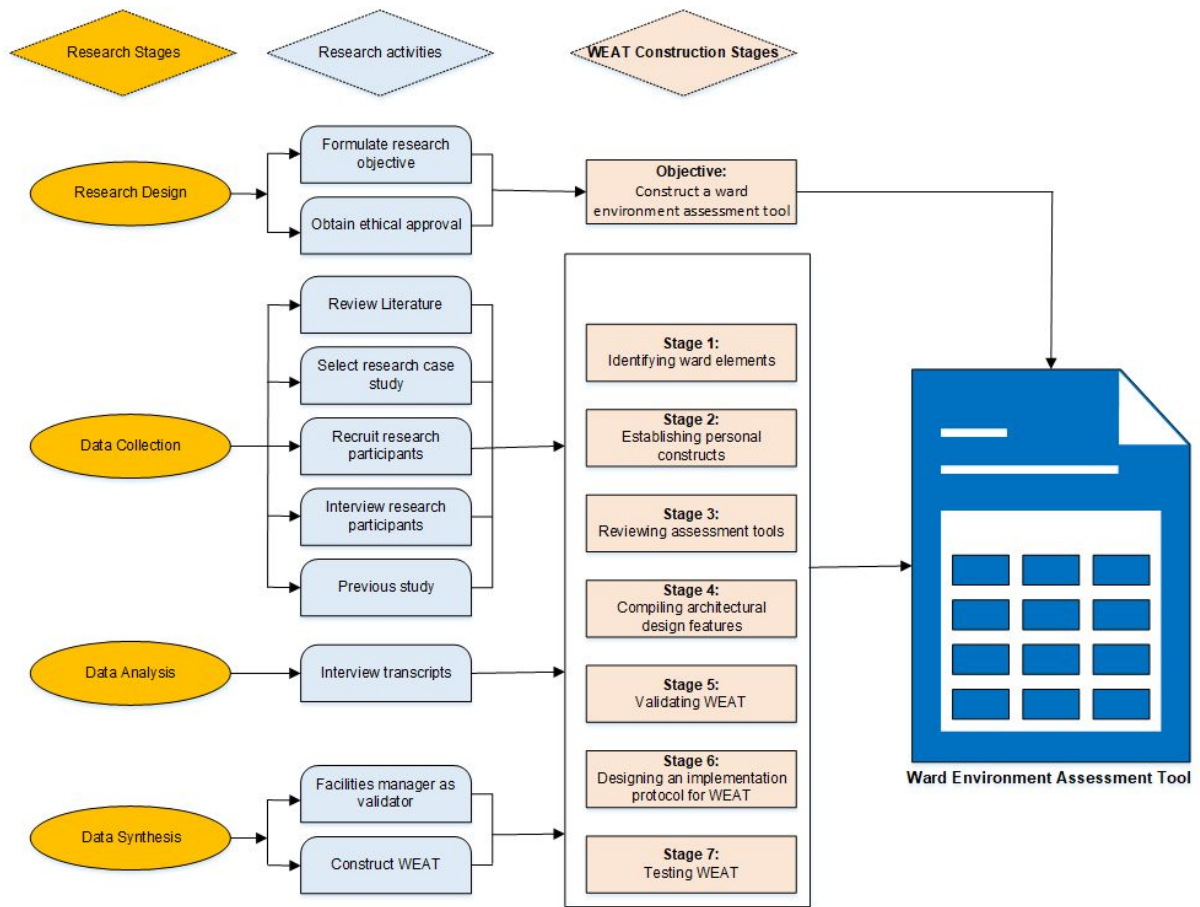 Research Stages
Research activities
WEAT Construction Stages
Research Design
Formulate research
objective
Obtain ethical approval
Objective:
Construct a ward
environment assessment tool
Data Collection
Review Literature
Select research case
study
Recruit research
participants
Interview research
participants
Previous study
Data Analysis
Interview transcripts
Data Synthesis
Facilities manager as
validator
Construct WEAT
Stage 1:
Identifying ward elements
Stage 2:
Establishing personal
constructs
Stage 3:
Reviewing assessment tools
Stage 4:
Compiling architectural
design features
Stage 5:
Validating WEAT
Stage 6:
Designing an implementation
protocol for WEAT
Stage 7:
Testing WEAT
Ward Environment Assessment Tool